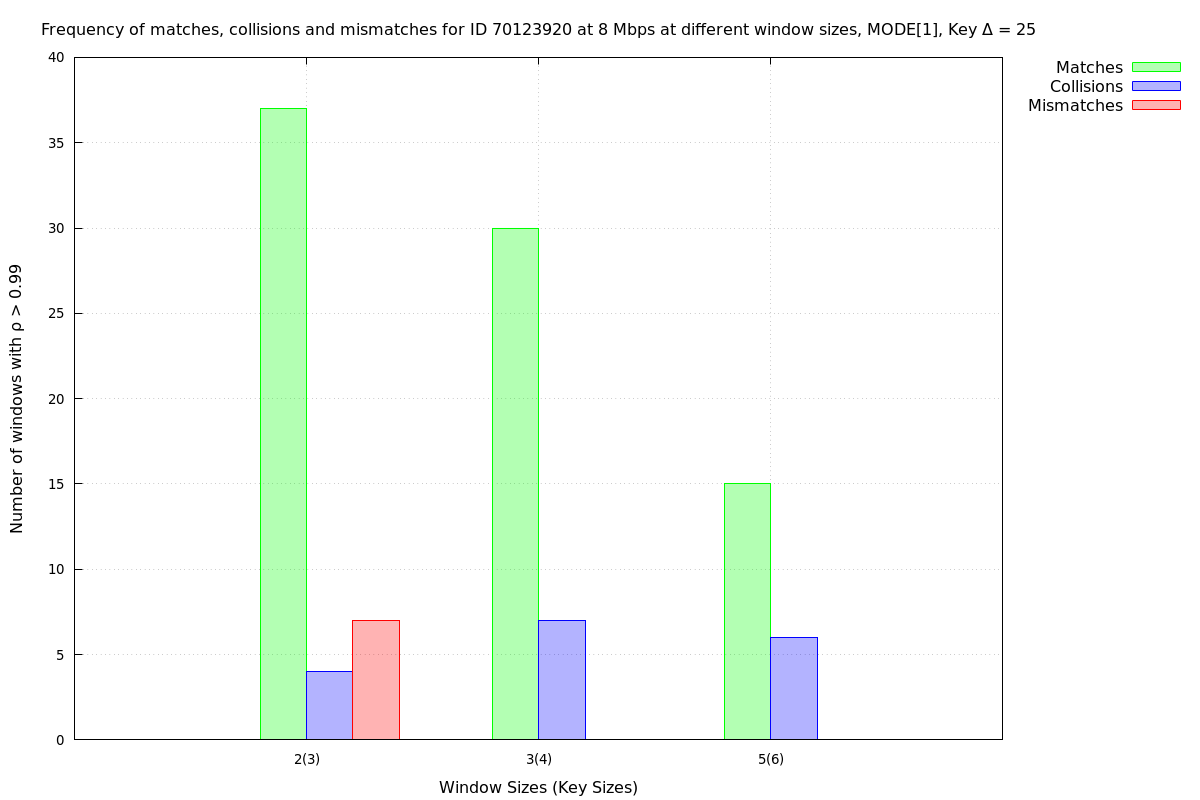 Frequency of matches, collisions and mismatches for ID 70123920 at 8 Mbps at different window sizes, MODE[1], Key Δ = 25
Matches
Collisions
Mismatches
Number of windows with ρ > 0.99
40
35
30
25
20
15
10
5
0
2(3)
3(4)
5(6)
Window Sizes (Key Sizes)